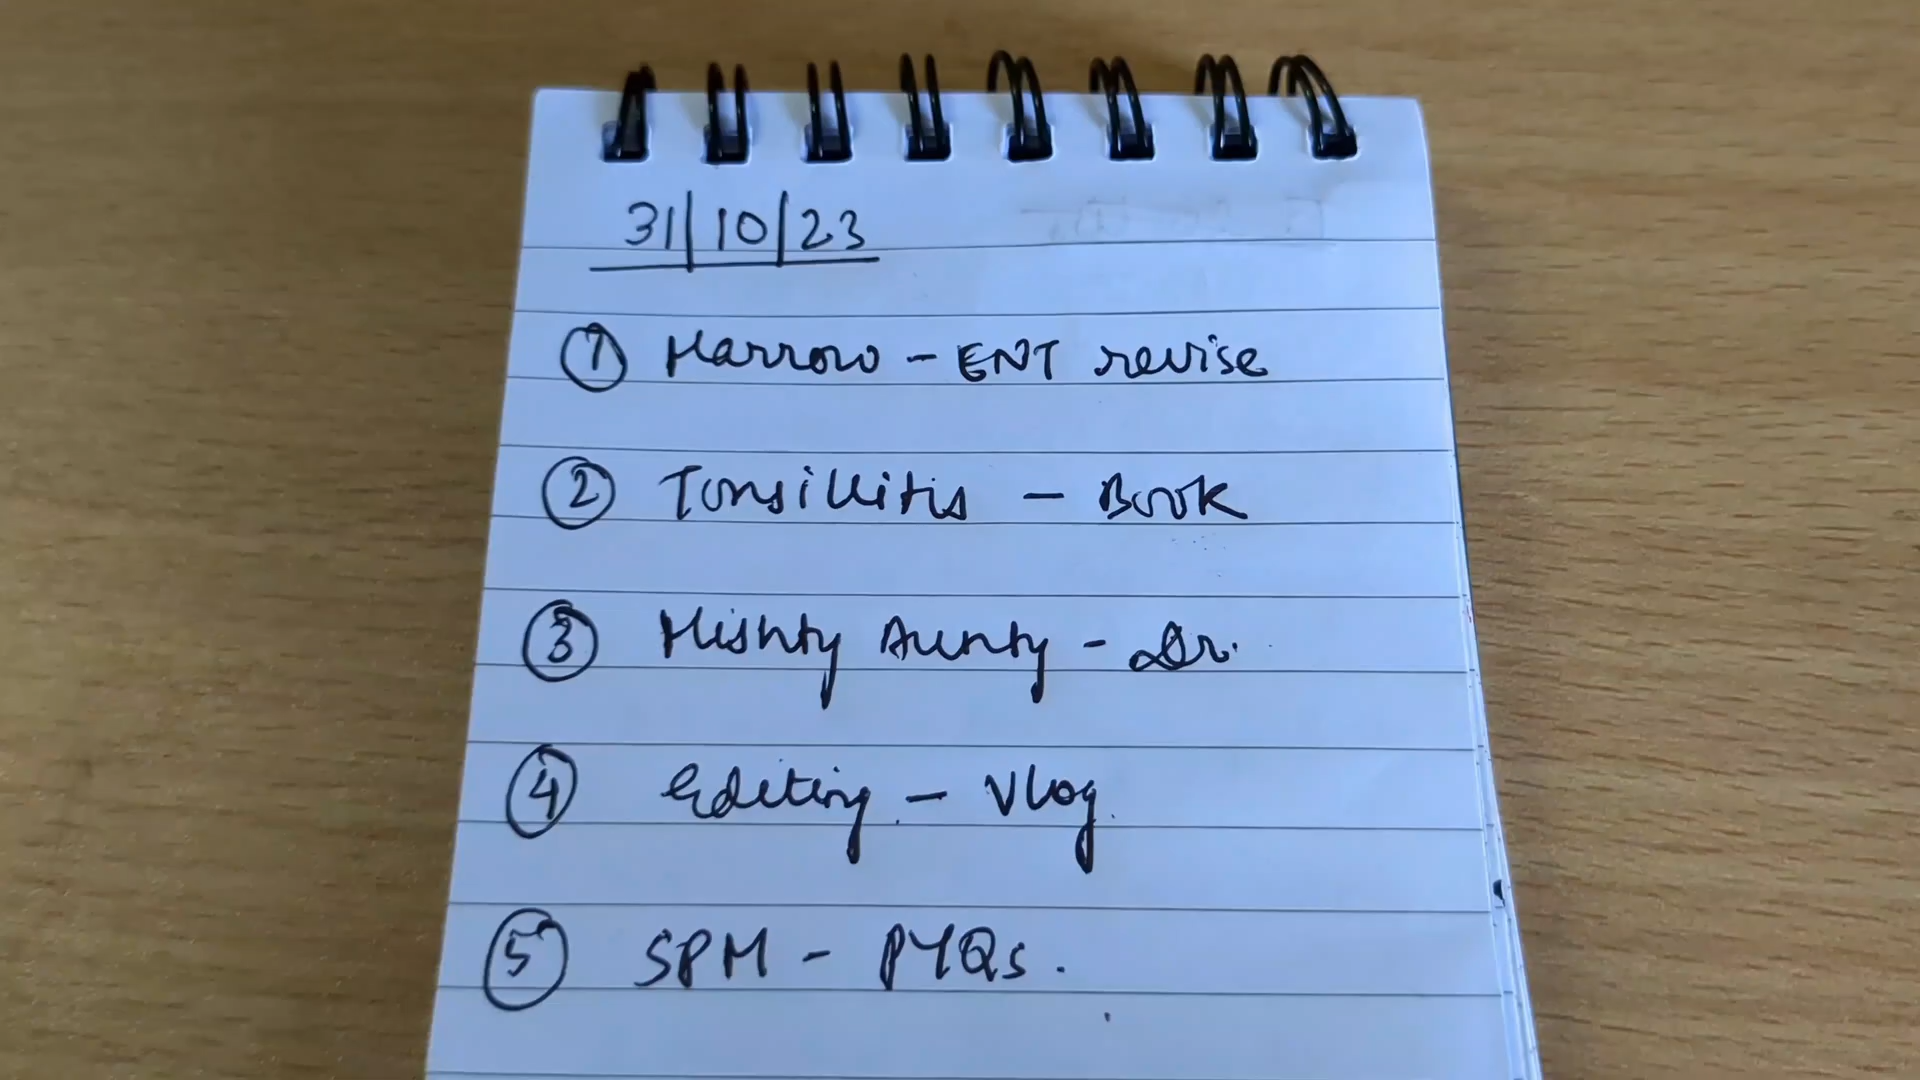 31/10/23
① Marrow - ENT revise
② Tonsillitis - Book
③ Mishty Aunty - Dr.
④ Editing - Vlog.
⑤ SPM - PYQs.